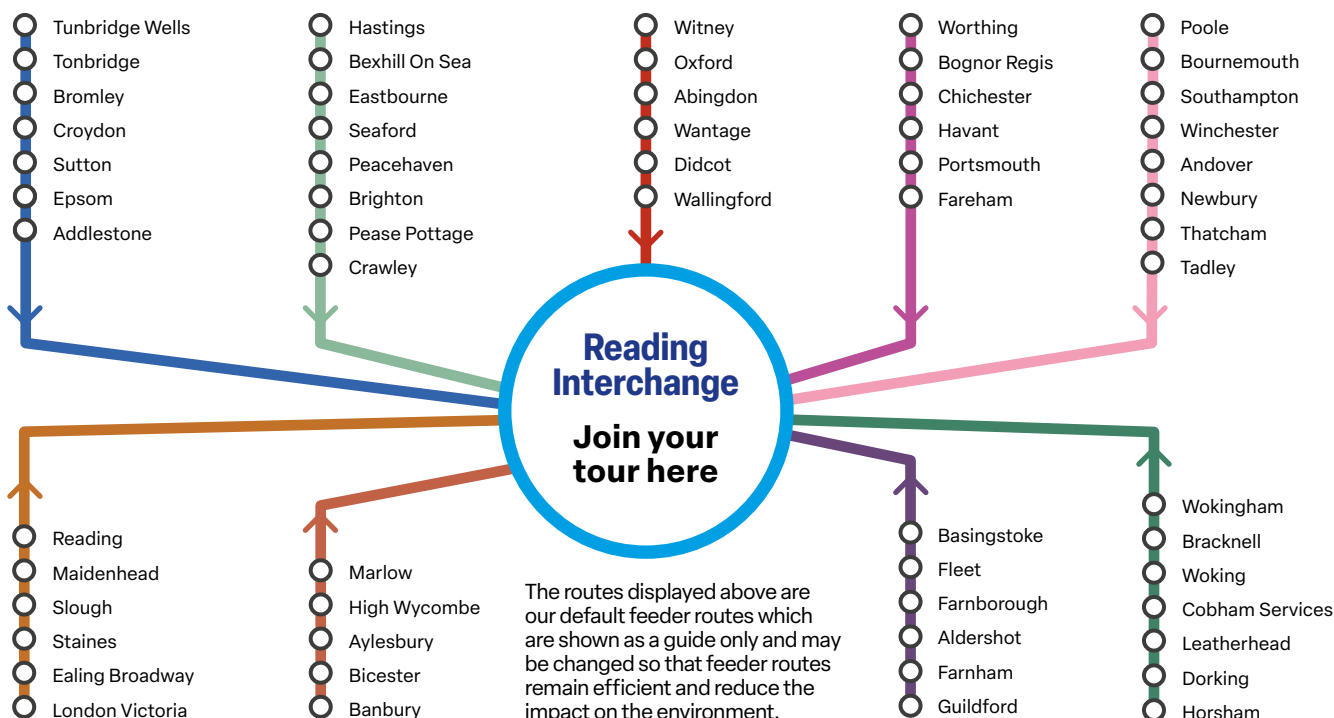 Tunbridge Wells
Tonbridge
Bromley
Croydon
Sutton
Epsom
Addlestone
Hastings
Bexhill On Sea
Eastbourne
Seaford
Peacehaven
Brighton
Pease Pottage
Crawley
Witney
Oxford
Abingdon
Wantage
Didcot
Wallingford
Worthing
Bognor Regis
Chichester
Havant
Portsmouth
Fareham
Poole
Bournemouth
Southampton
Winchester
Andover
Newbury
Thatcham
Tadley
Reading
Interchange
Join your
tour here
Reading
Maidenhead
Slough
Staines
Ealing Broadway
London Victoria
Marlow
High Wycombe
Aylesbury
Bicester
Banbury
The routes displayed above are
our default feeder routes which
are shown as a guide only and may
be changed so that feeder routes
remain efficient and reduce the
impact on the environment.
Basingstoke
Fleet
Farnborough
Aldershot
Farnham
Guildford
Wokingham
Bracknell
Woking
Cobham Services
Leatherhead
Dorking
Horsham